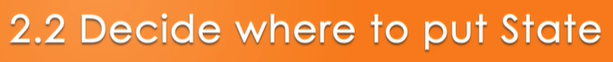 2.2 Decide where to put State